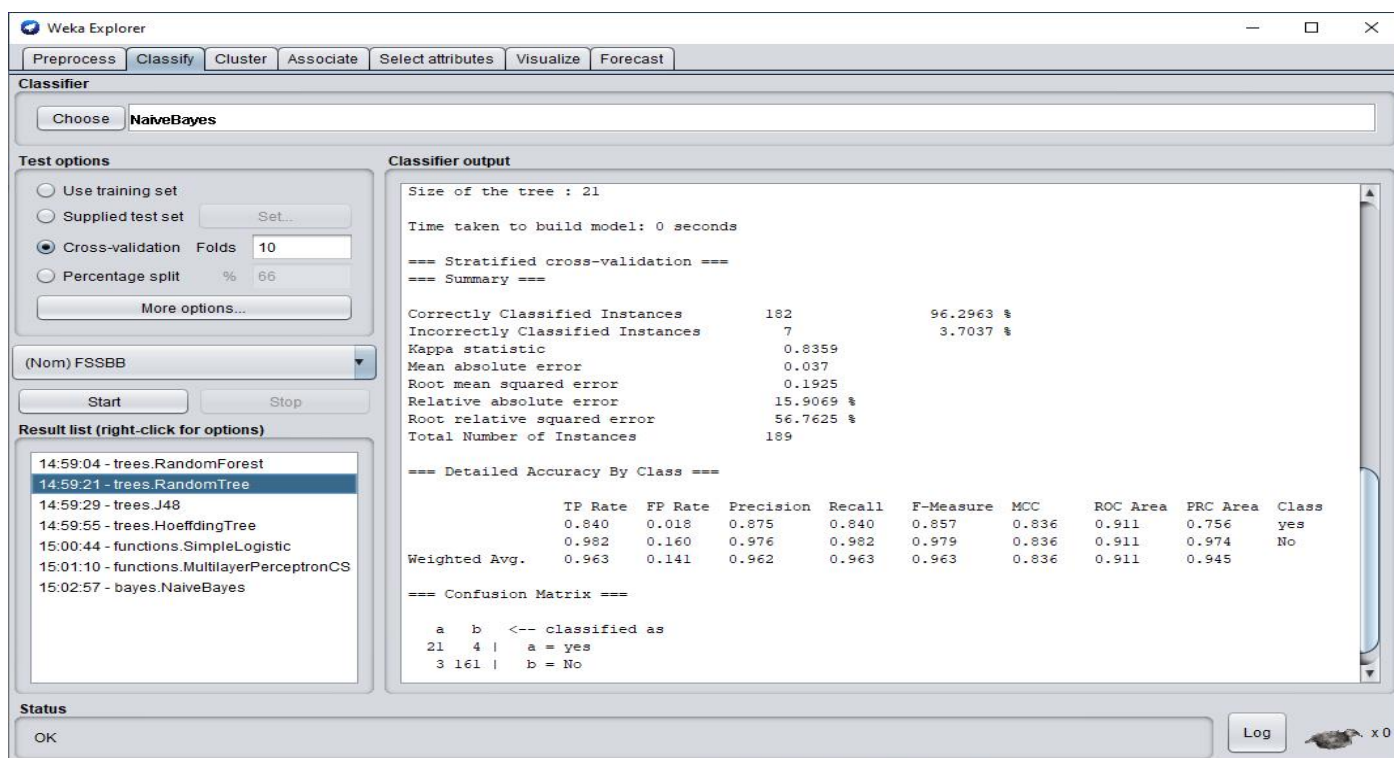 Weka Explorer
Preprocess Classify Cluster Associate Select attributes Visualize Forecast
Classifier
Choose NaiveBayes
Test options
Use training set
Supplied test set Set...
Cross-validation Folds 10
Percentage split % 66
More options...
(Nom) FSSBB
Start Stop
Result list (right-click for options)
14:59:04 - trees.RandomForest
14:59:21 - trees.RandomTree
14:59:29 - trees.J48
14:59:55 - trees.HoeffdingTree
15:00:44 - functions.SimpleLogistic
15:01:10 - functions.MultilayerPerceptronCS
15:02:57 - bayes.NaiveBayes
Classifier output
Size of the tree : 21
Time taken to build model: 0 seconds
=== Stratified cross-validation ===
=== Summary ===
Correctly Classified Instances 182 96.2963 %
Incorrectly Classified Instances 7 3.7037 %
Kappa statistic 0.8359
Mean absolute error 0.037
Root mean squared error 0.1925
Relative absolute error 15.9069 %
Root relative squared error 56.7625 %
Total Number of Instances 189
=== Detailed Accuracy By Class ===
TP Rate FP Rate Precision Recall F-Measure MCC ROC Area PRC Area Class
0.840 0.018 0.875 0.840 0.857 0.836 0.911 0.756 yes
0.982 0.160 0.976 0.982 0.979 0.836 0.911 0.974 No
Weighted Avg. 0.963 0.141 0.962 0.963 0.963 0.836 0.911 0.945
=== Confusion Matrix ===
a b <-- classified as
21 4 | a = yes
3 161 | b = No
Status
OK
Log x 0